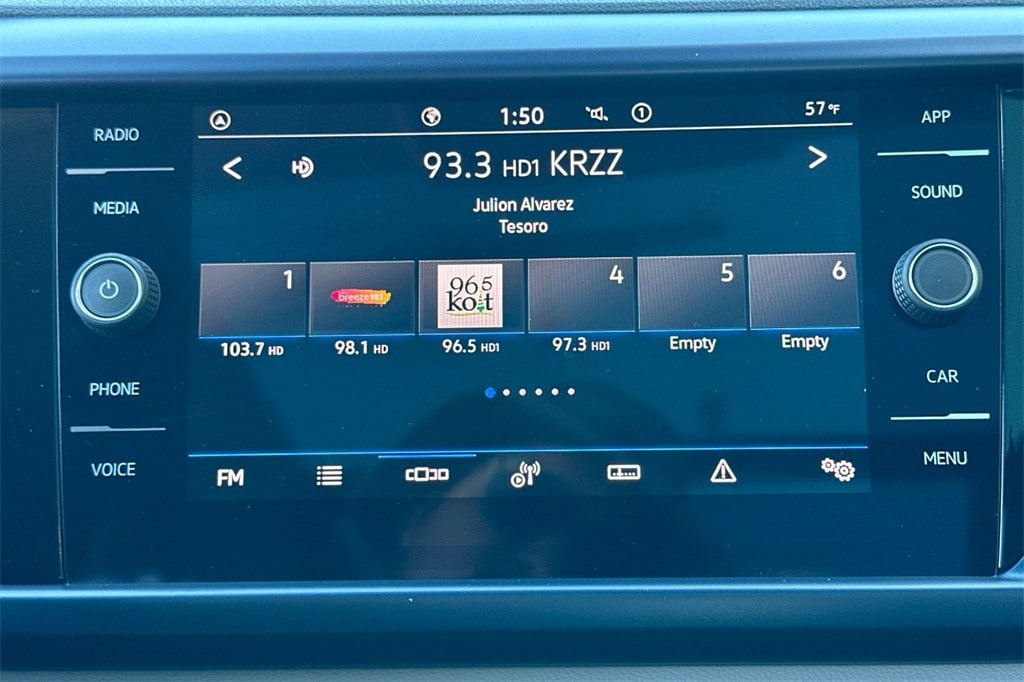 RADIO
MEDIA
PHONE
VOICE
1:50
1
57°F
HD
93.3 HD1 KRZZ
Julion Alvarez
Tesoro
1
breeze 98.1
96.5
koit
4
5
6
103.7 HD
98.1 HD
96.5 HD1
97.3 HD1
Empty
Empty
FM
APP
SOUND
CAR
MENU